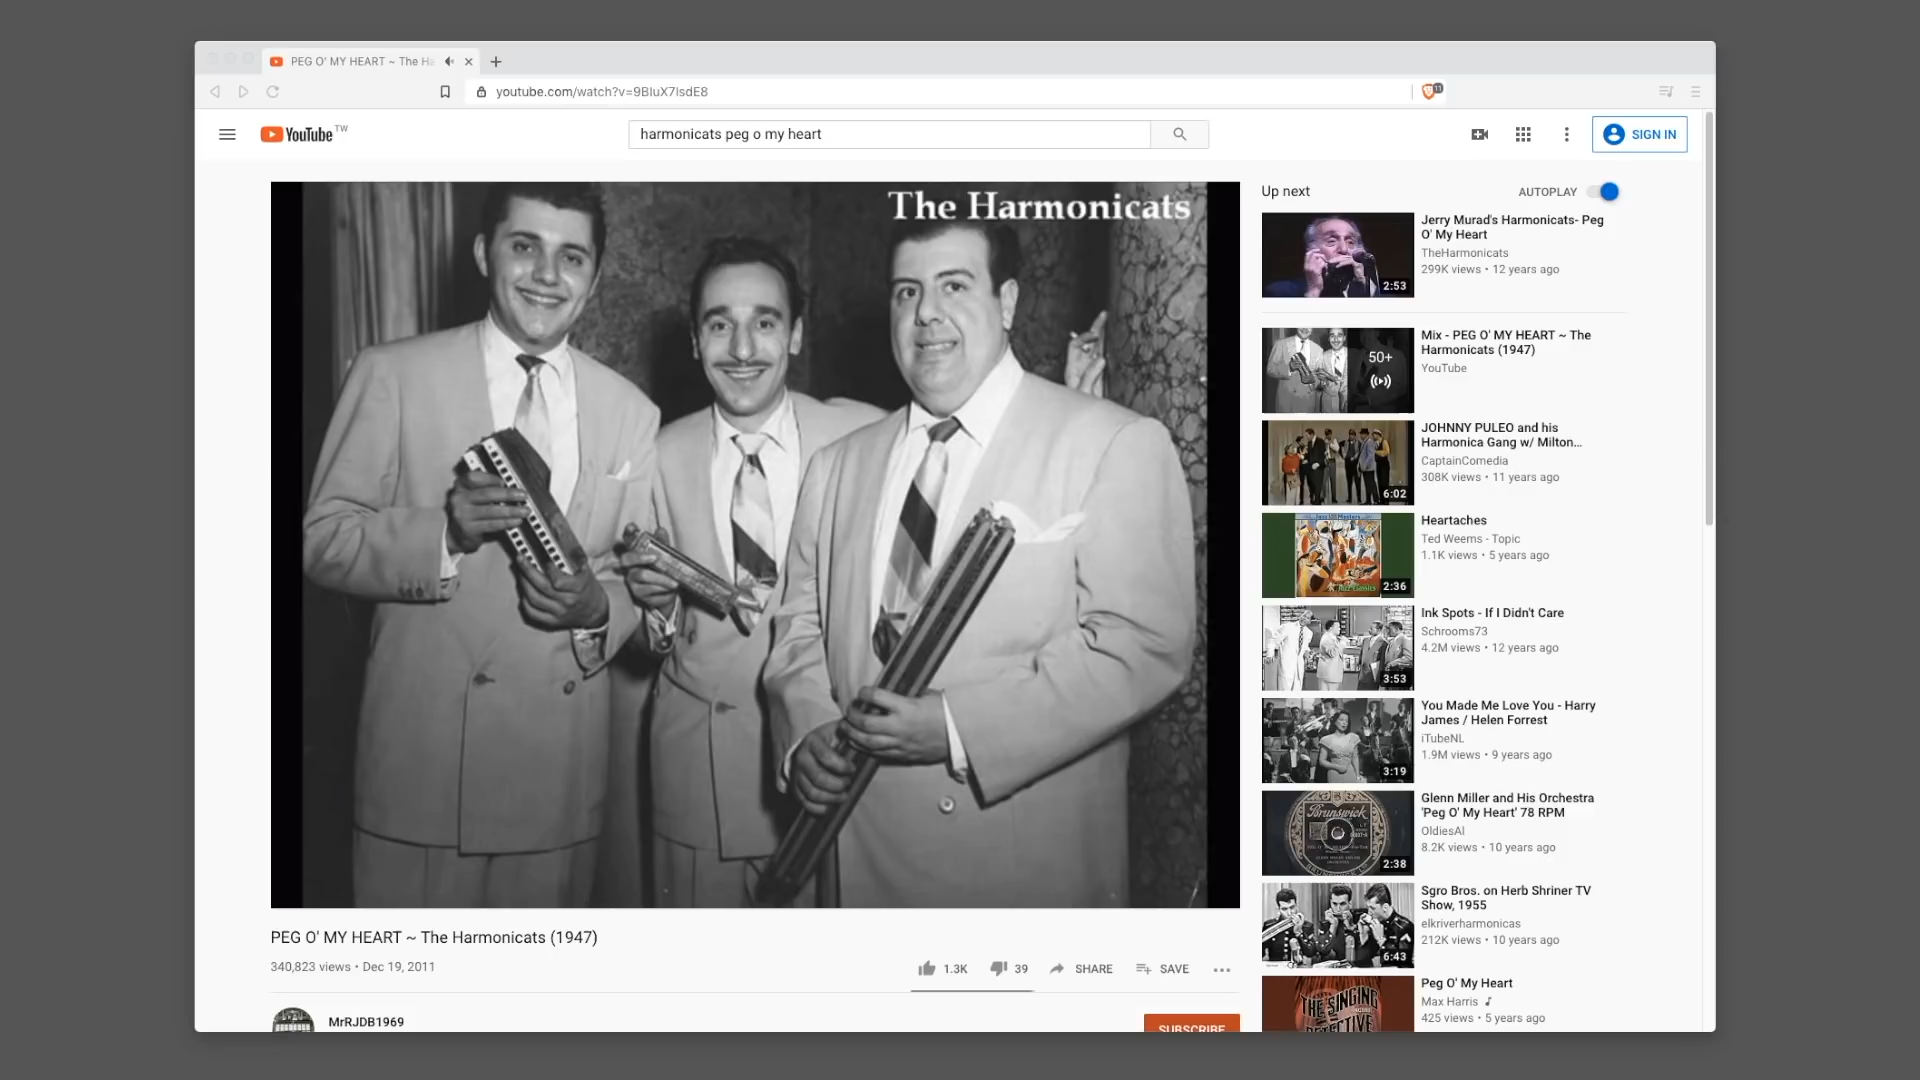 PEG O' MY HEART ~ The Ha
youtube.com/watch?v=9BIuX7IsdE8
11
YouTube TW
harmonicats peg o my heart
SIGN IN
The Harmonicats
Up next
AUTOPLAY
Jerry Murad's Harmonicats- Peg
O' My Heart
TheHarmonicats
299K views • 12 years ago
2:53
Mix - PEG O' MY HEART ~ The
Harmonicats (1947)
YouTube
50+
JOHNNY PULEO and his
Harmonica Gang w/ Milton...
CaptainComedia
308K views • 11 years ago
6:02
Heartaches
Ted Weems - Topic
1.1K views • 5 years ago
2:36
Ink Spots - If I Didn't Care
Schrooms73
4.2M views • 12 years ago
3:53
You Made Me Love You - Harry
James / Helen Forrest
iTubeNL
1.9M views • 9 years ago
3:19
Glenn Miller and His Orchestra
'Peg O' My Heart' 78 RPM
OldiesAl
8.2K views • 10 years ago
Brunswick
2:38
Sgro Bros. on Herb Shriner TV
Show, 1955
elkriverharmonicas
212K views • 10 years ago
6:43
Peg O' My Heart
Max Harris
425 views • 5 years ago
THE SINGING
DETECTIVE
PEG O' MY HEART ~ The Harmonicats (1947)
340,823 views • Dec 19, 2011
1.3K
39
SHARE
SAVE
MrRJDB1969
SUBSCRIBE